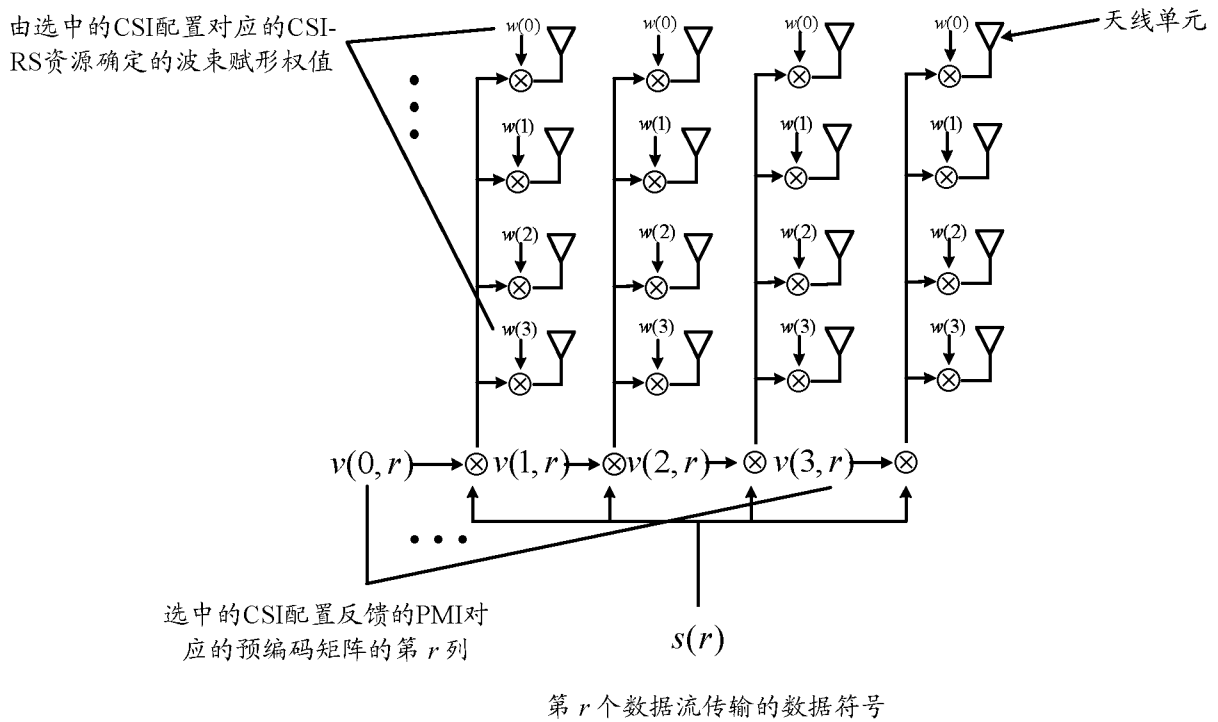 由选中的CSI配置对应的CSI-
RS资源确定的波束赋形权值
天线单元
w(0) w(0) w(0) w(0)
w(1) w(1) w(1) w(1)
w(2) w(2) w(2) w(2)
w(3) w(3) w(3) w(3)
v(0, r) v(1, r) v(2, r) v(3, r)
选中的CSI配置反馈的PMI对
应的预编码矩阵的第 r 列
s(r)
第 r 个数据流传输的数据符号